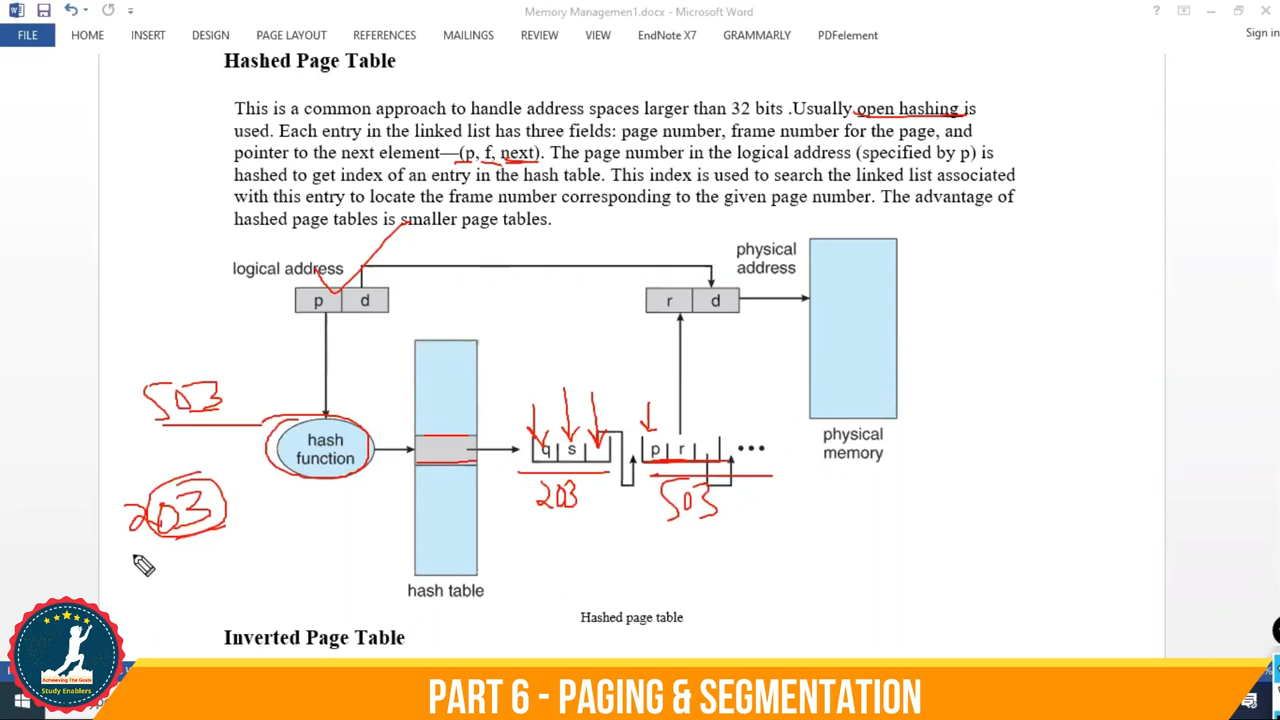 Memory Managemen1.docx - Microsoft Word
FILE HOME INSERT DESIGN PAGE LAYOUT REFERENCES MAILINGS REVIEW VIEW EndNote X7 GRAMMARLY PDFelement Sign in
Hashed Page Table
This is a common approach to handle address spaces larger than 32 bits .Usually open hashing is
used. Each entry in the linked list has three fields: page number, frame number for the page, and
pointer to the next element—(p, f, next). The page number in the logical address (specified by p) is
hashed to get index of an entry in the hash table. This index is used to search the linked list associated
with this entry to locate the frame number corresponding to the given page number. The advantage of
hashed page tables is smaller page tables.
logical address
physical
address
p d
r d
503
hash
function
q s
p r
•••
physical
memory
203
503
203
hash table
Hashed page table
Inverted Page Table
Achieveing The Goals
Study Enablers
PART 6 - PAGING & SEGMENTATION